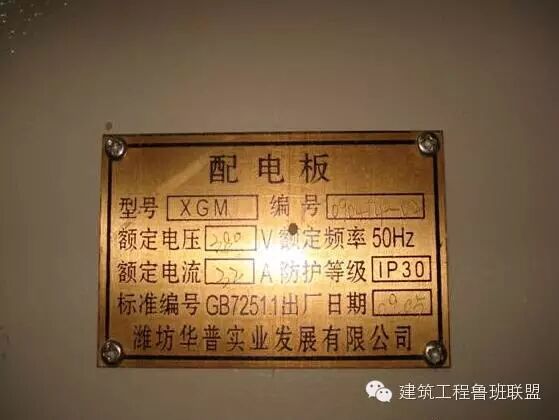 配电板
型号 XGM 编号
额定电压 380 V 额定频率 50Hz
额定电流 A 防护等级 IP30
标准编号 GB7251.1 出厂日期
潍坊华普实业发展有限公司
建筑工程鲁班联盟